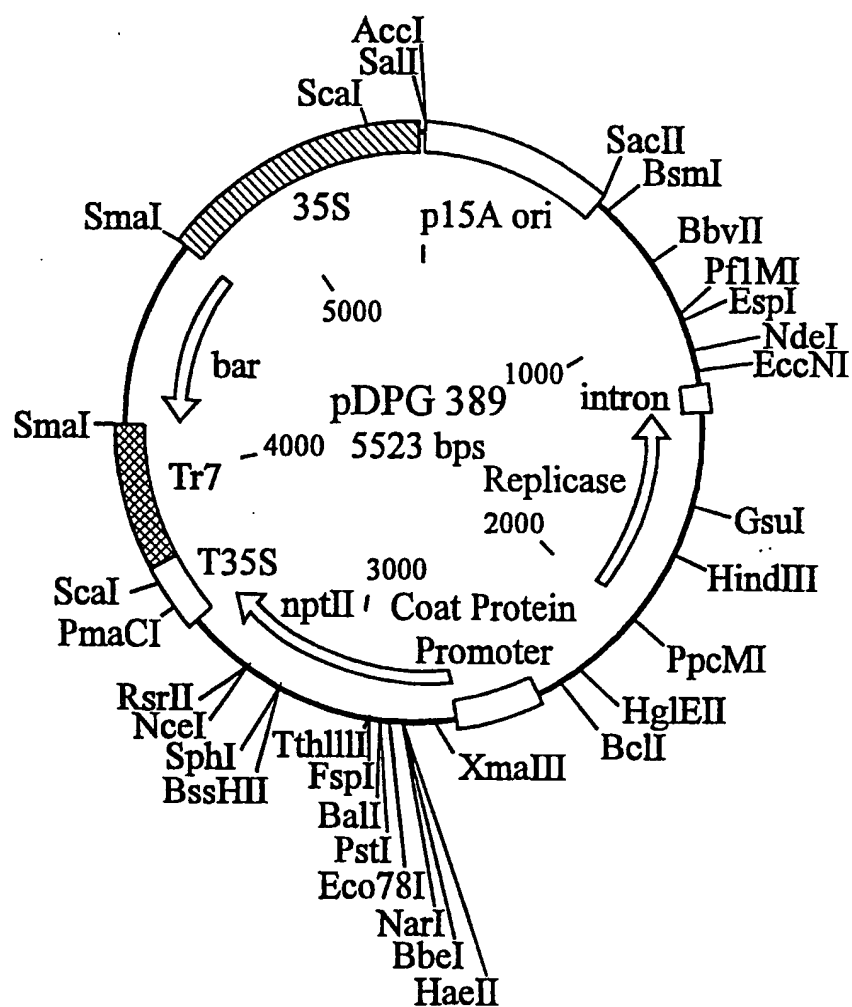 AccI
SalI
ScaI
SacII
BsmI
SmaI
35S
p15A ori
BbvII
PflMI
EspI
5000
NdeI
EccNI
bar
1000
intron
pDPG 389
5523 bps
SmaI
4000
Tr7
Replicase
2000
GsuI
T35S
3000
HindIII
ScaI
nptII
Coat Protein
Promoter
PmaCI
PpcMI
RsrII
NceI
HglEII
SphI
TthlllI
BclI
BssHII
FspI
XmaIII
BalI
PstI
Eco78I
NarI
BbeI
HaeII